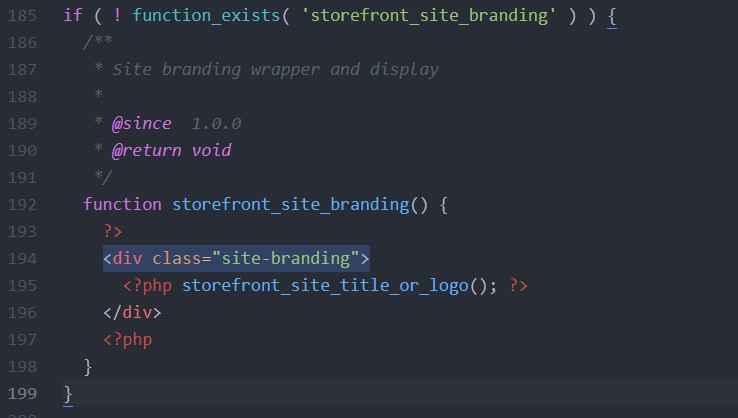 185 if ( ! function_exists( 'storefront_site_branding' ) ) {
186 /**
187 * Site branding wrapper and display
188 *
189 * @since 1.0.0
190 * @return void
191 */
192 function storefront_site_branding() {
193 ?>
194 <div class="site-branding">
195 <?php storefront_site_title_or_logo(); ?>
196 </div>
197 <?php
198 }
199 }